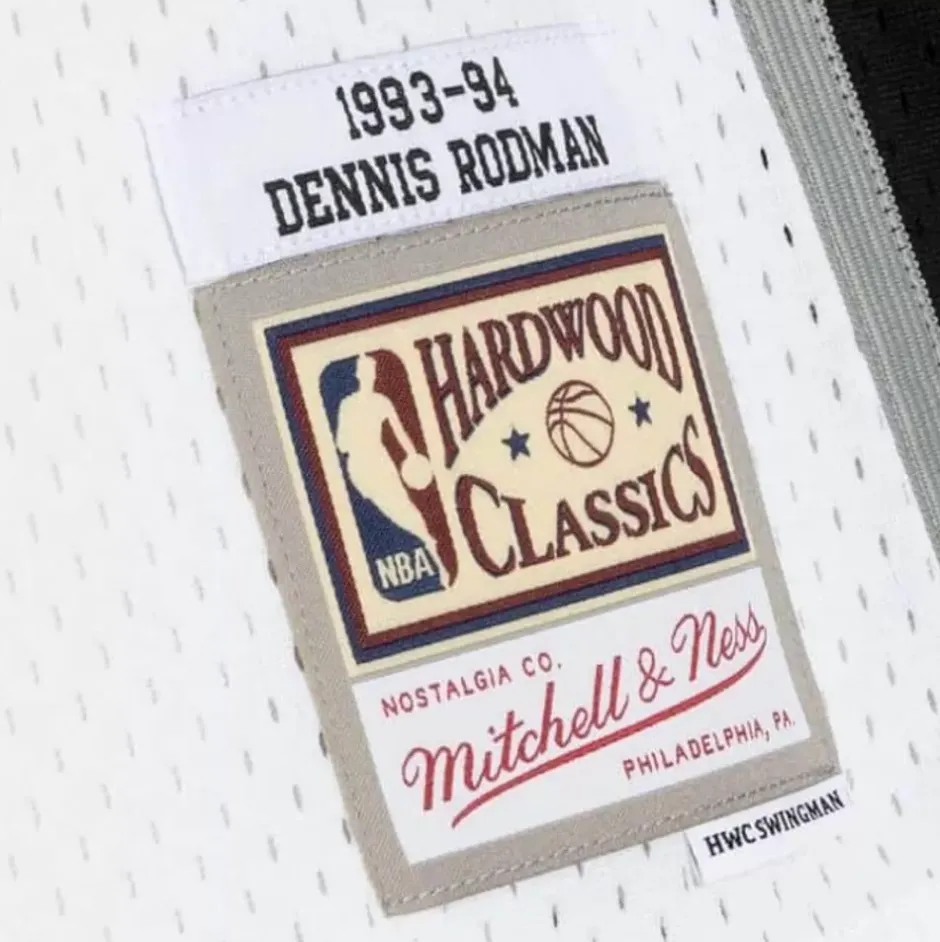 1993-94
DENNIS RODMAN
HARDWOOD
CLASSICS
NBA
NOSTALGIA CO.
Mitchell & Ness
PHILADELPHIA, PA.
HWC SWINGMAN